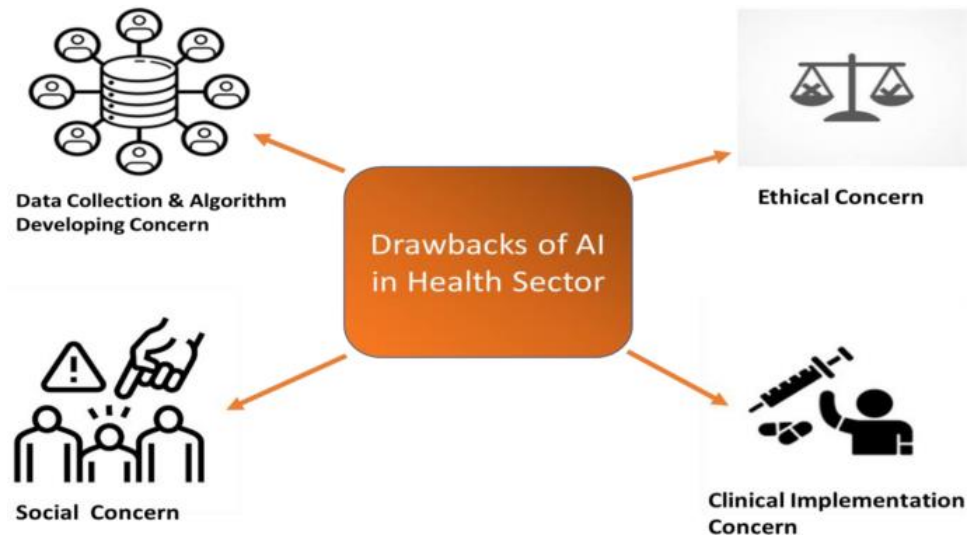 Data Collection & Algorithm
Developing Concern
Ethical Concern
Drawbacks of AI
in Health Sector
Social Concern
Clinical Implementation
Concern